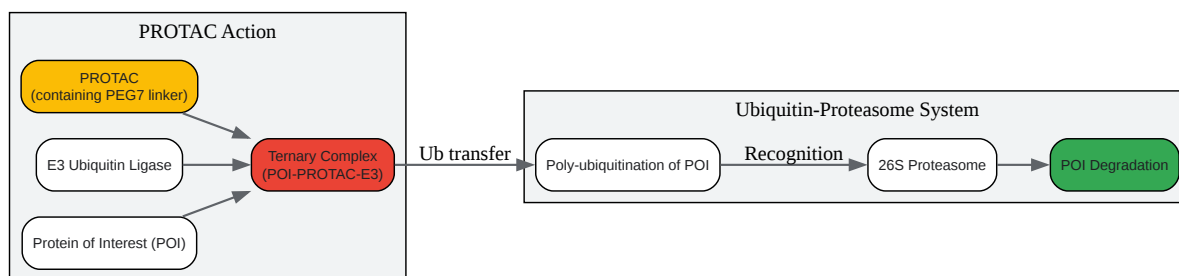 PROTAC Action
PROTAC
(containing PEG7 linker)
E3 Ubiquitin Ligase
Protein of Interest (POI)
Ternary Complex
(POI-PROTAC-E3)
Ub transfer
Ubiquitin-Proteasome System
Poly-ubiquitination of POI
Recognition
26S Proteasome
POI Degradation